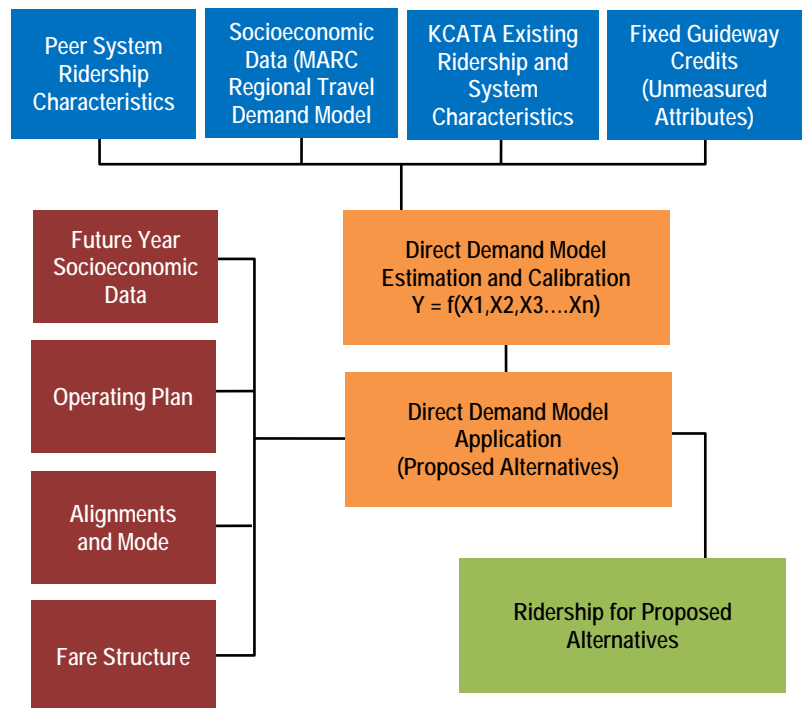 Peer System
Ridership
Characteristics
Socioeconomic
Data (MARC
Regional Travel
Demand Model
KCATA Existing
Ridership and
System
Characteristics
Fixed Guideway
Credits
(Unmeasured
Attributes)
Future Year
Socioeconomic
Data
Operating Plan
Alignments
and Mode
Fare Structure
Direct Demand Model
Estimation and Calibration
Y = f(X1,X2,X3....Xn)
Direct Demand Model
Application
(Proposed Alternatives)
Ridership for Proposed
Alternatives